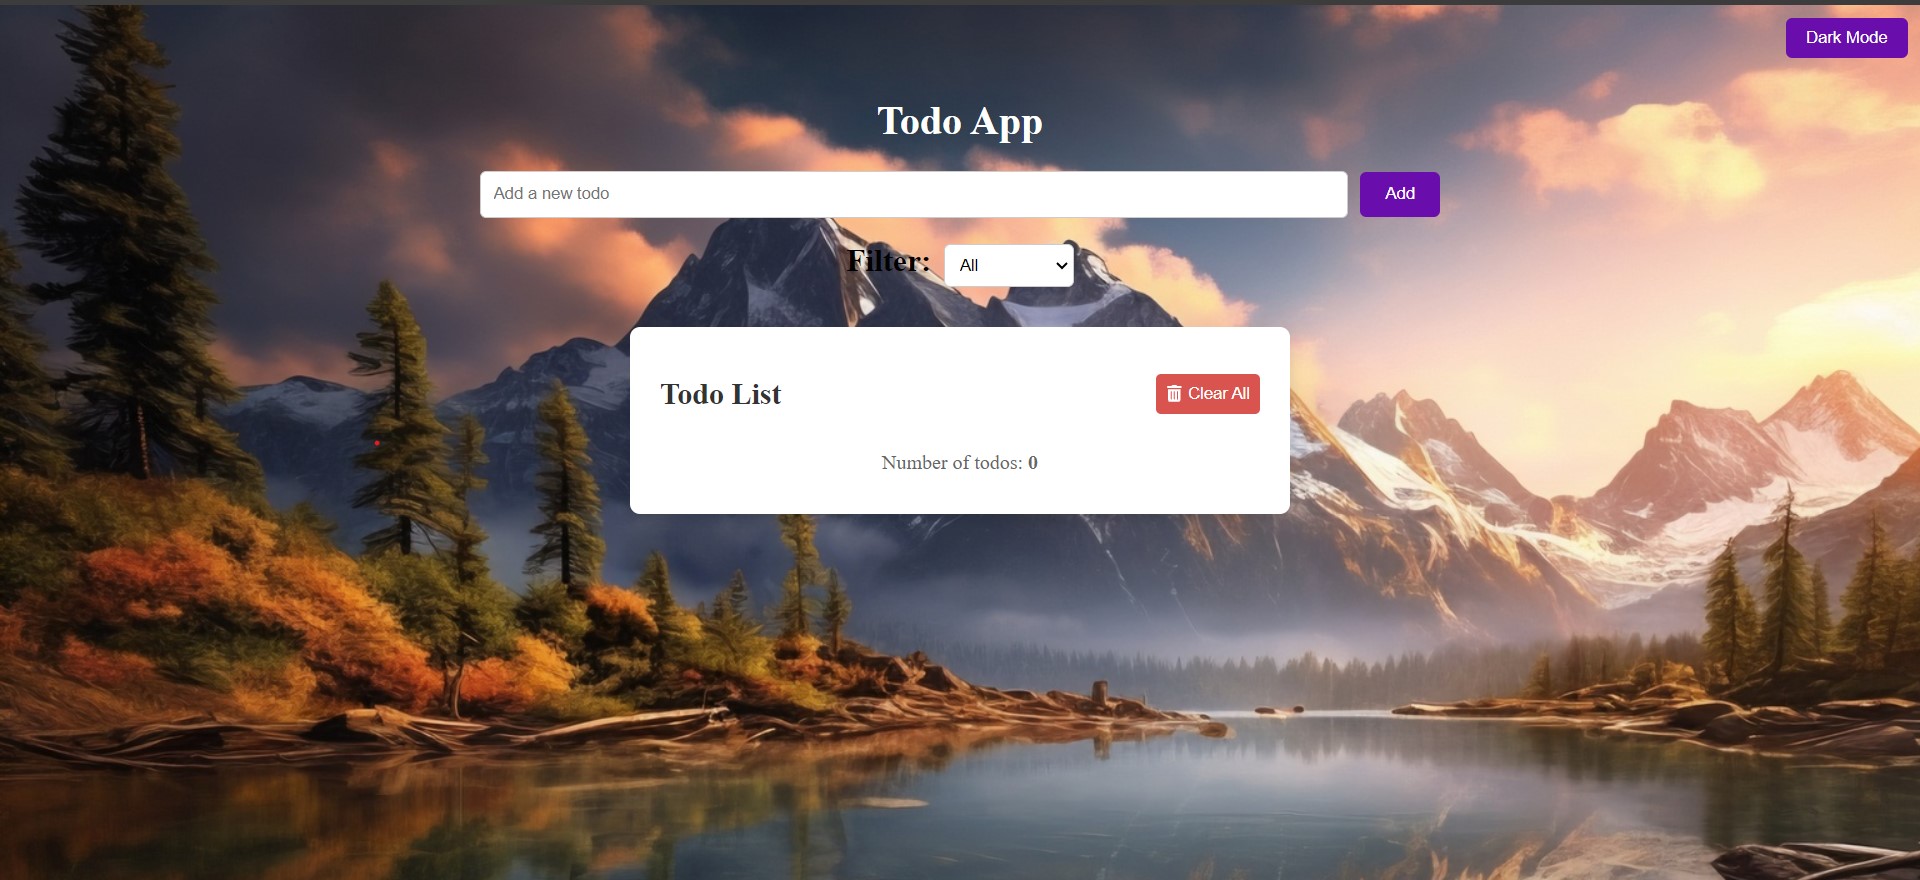 Dark Mode
Todo App
Add a new todo
Add
Filter:
All
Todo List
Clear All
Number of todos: 0